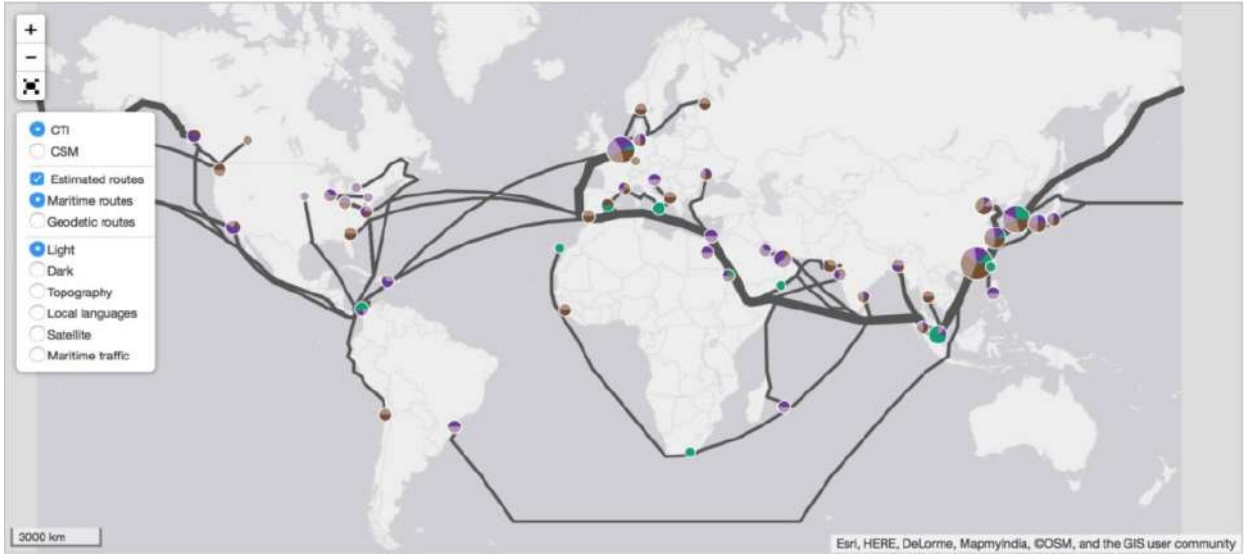 +
−
CTI
CSM
Estimated routes
Maritime routes
Geodetic routes
Light
Dark
Topography
Local languages
Satellite
Maritime traffic
3000 km
Esri, HERE, DeLorme, MapmyIndia, ©OSM, and the GIS user community